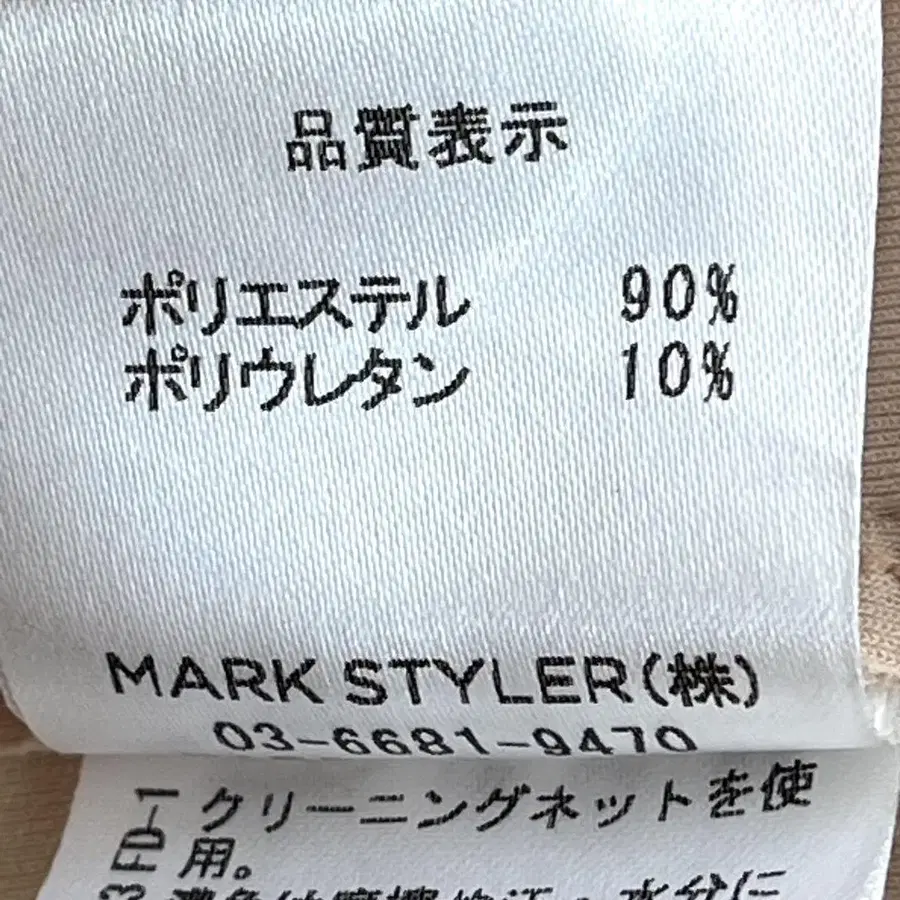 品質表示
ポリエステル 90%
ポリウレタン 10%
MARK STYLER(株)
03-6681-9470
クリーニングネットを使
用。